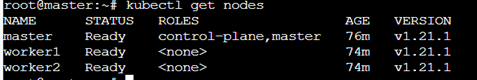 root@master:~# kubectl get nodes
NAME STATUS ROLES AGE VERSION
master Ready control-plane,master 76m v1.21.1
worker1 Ready <none> 74m v1.21.1
worker2 Ready <none> 74m v1.21.1